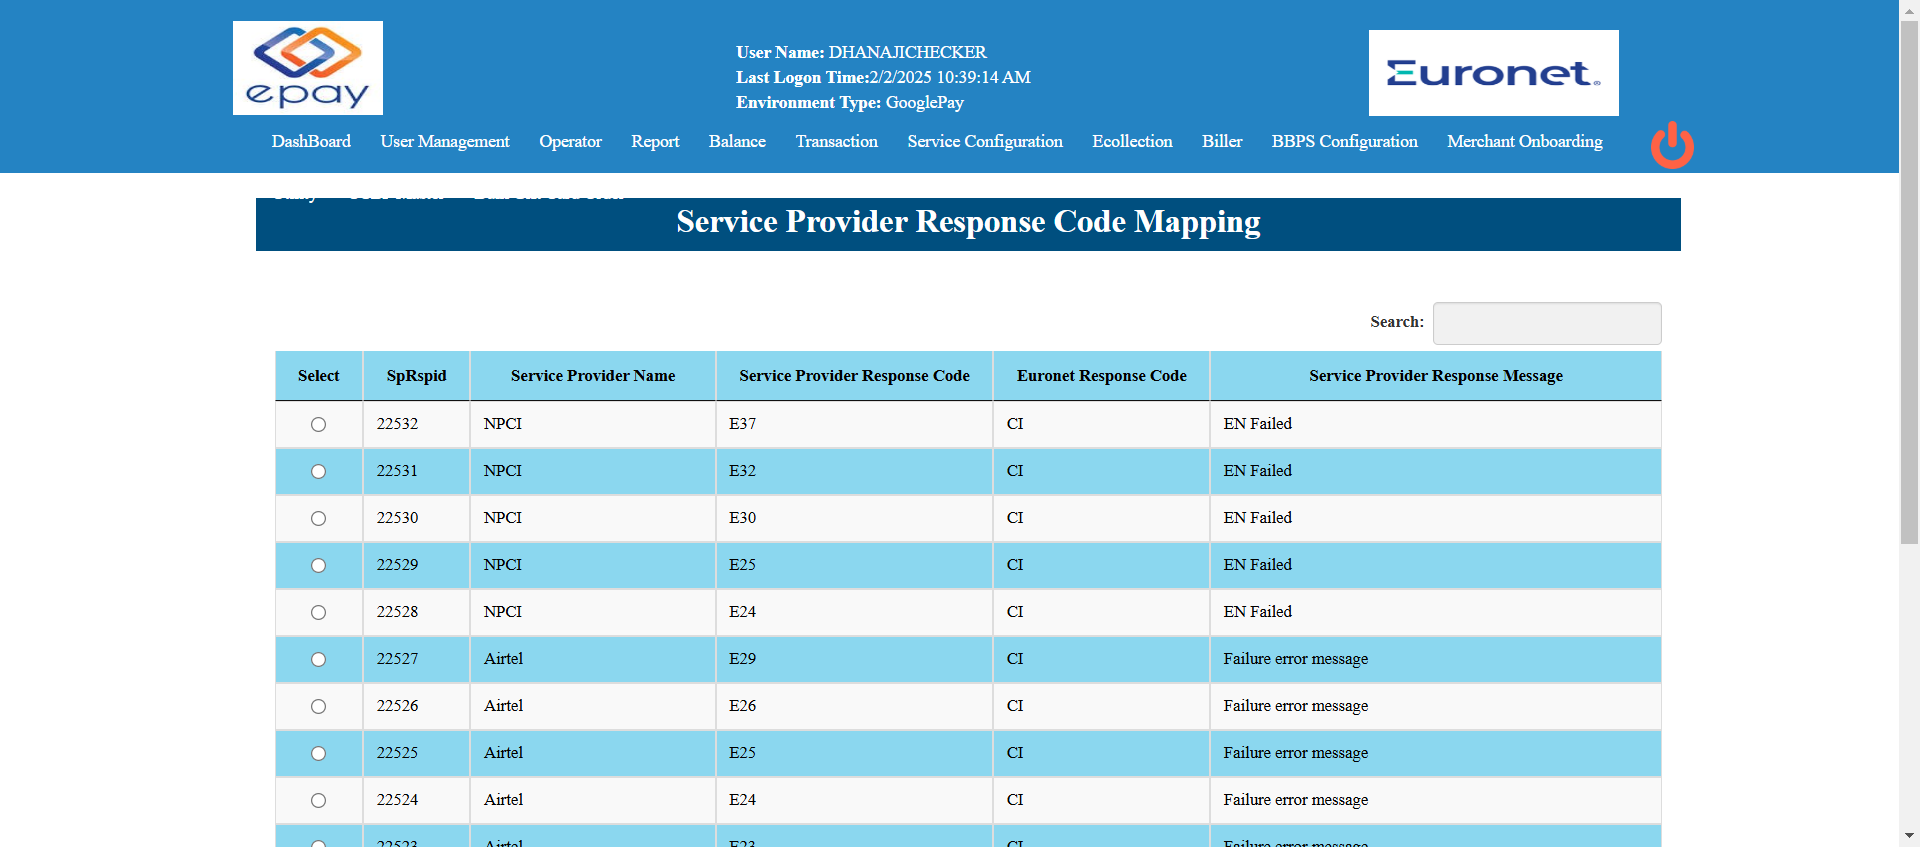 epay
User Name: DHANAJICHECKER
Last Logon Time:2/2/2025 10:39:14 AM
Environment Type: GooglePay
Euronet
DashBoard User Management Operator Report Balance Transaction Service Configuration Ecollection Biller BBPS Configuration Merchant Onboarding
Service Provider Response Code Mapping
Search:
Select SpRspid Service Provider Name Service Provider Response Code Euronet Response Code Service Provider Response Message
22532 NPCI E37 CI EN Failed
22531 NPCI E32 CI EN Failed
22530 NPCI E30 CI EN Failed
22529 NPCI E25 CI EN Failed
22528 NPCI E24 CI EN Failed
22527 Airtel E29 CI Failure error message
22526 Airtel E26 CI Failure error message
22525 Airtel E25 CI Failure error message
22524 Airtel E24 CI Failure error message
22523 Airtel E23 CI Failure error message